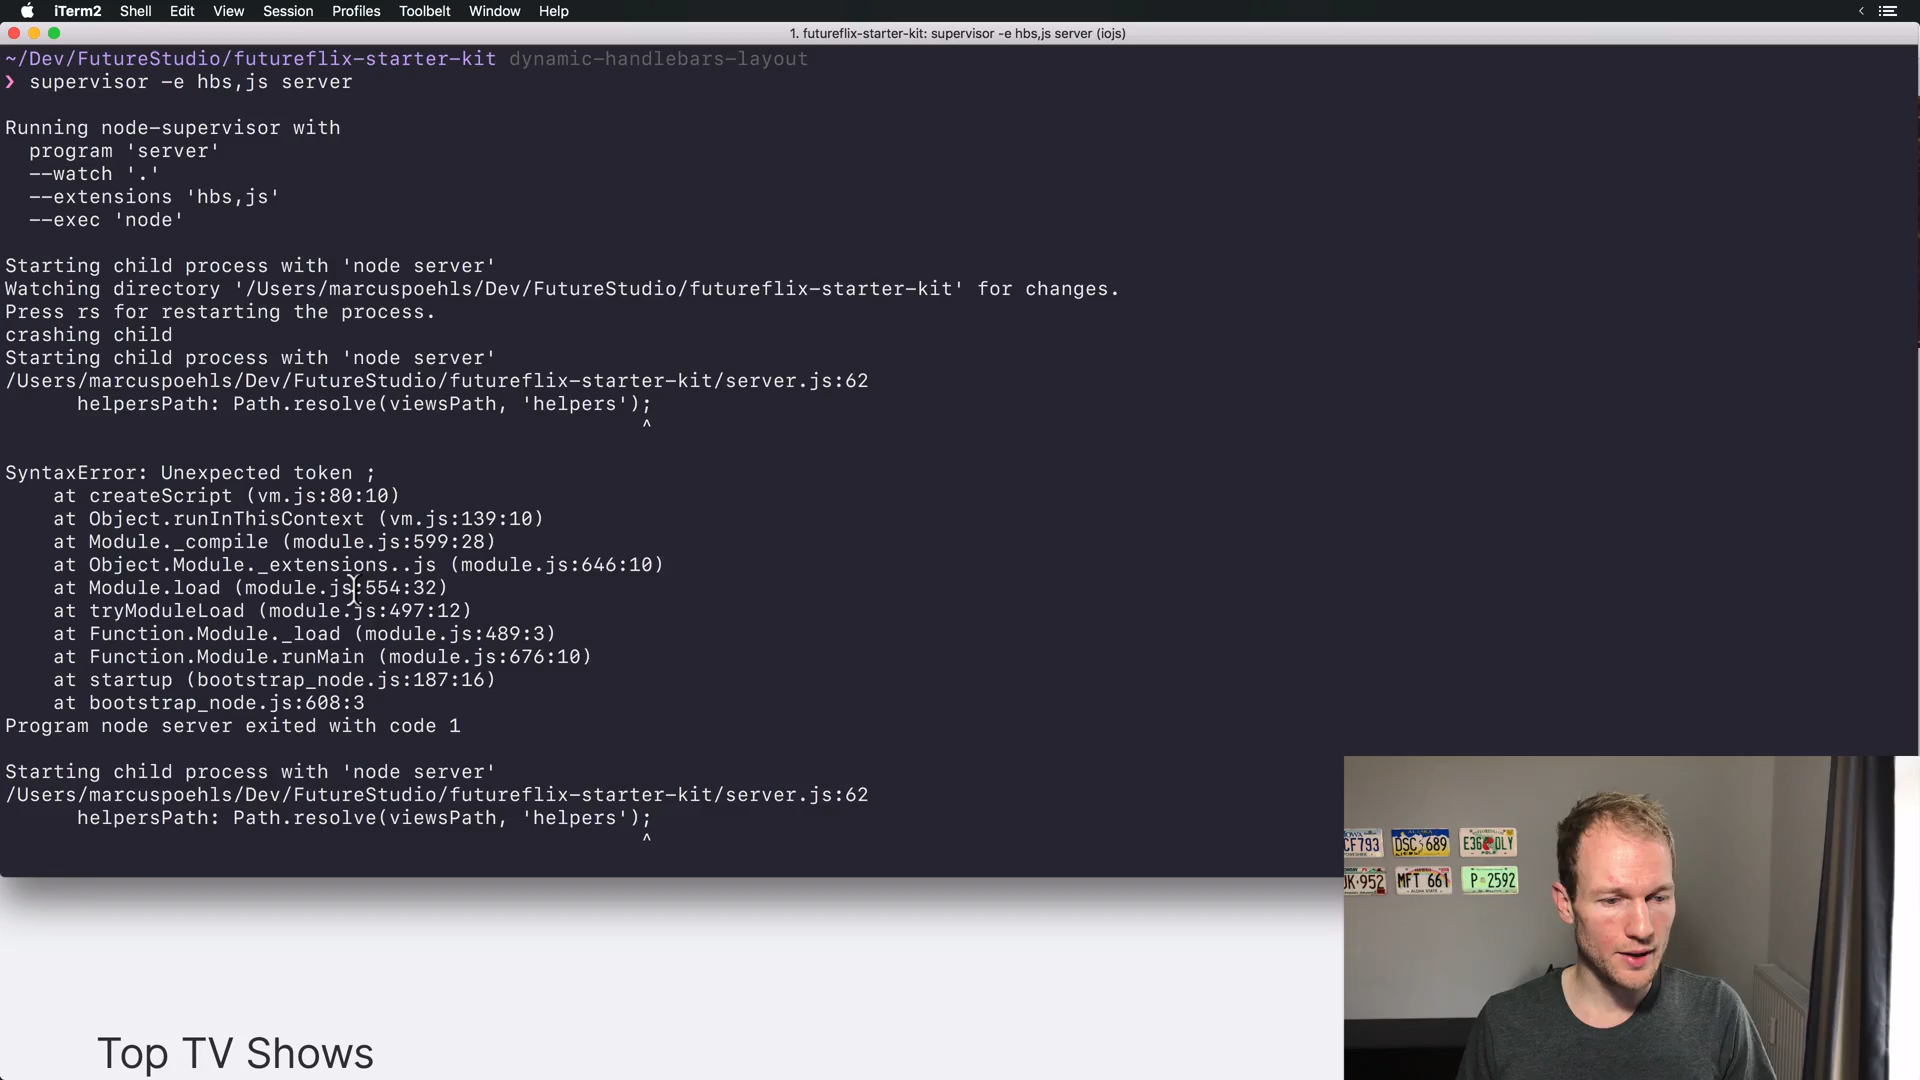 iTerm2 Shell Edit View Session Profiles Toolbelt Window Help
1. futureflix-starter-kit: supervisor -e hbs,js server (iojs)
~/Dev/FutureStudio/futureflix-starter-kit dynamic-handlebars-layout
❯ supervisor -e hbs,js server
Running node-supervisor with
program 'server'
--watch '.'
--extensions 'hbs,js'
--exec 'node'
Starting child process with 'node server'
Watching directory '/Users/marcuspoehls/Dev/FutureStudio/futureflix-starter-kit' for changes.
Press rs for restarting the process.
crashing child
Starting child process with 'node server'
/Users/marcuspoehls/Dev/FutureStudio/futureflix-starter-kit/server.js:62
helpersPath: Path.resolve(viewsPath, 'helpers');
^
SyntaxError: Unexpected token ;
at createScript (vm.js:80:10)
at Object.runInThisContext (vm.js:139:10)
at Module._compile (module.js:599:28)
at Object.Module._extensions..js (module.js:646:10)
at Module.load (module.js:554:32)
at tryModuleLoad (module.js:497:12)
at Function.Module._load (module.js:489:3)
at Function.Module.runMain (module.js:676:10)
at startup (bootstrap_node.js:187:16)
at bootstrap_node.js:608:3
Program node server exited with code 1
Starting child process with 'node server'
/Users/marcuspoehls/Dev/FutureStudio/futureflix-starter-kit/server.js:62
helpersPath: Path.resolve(viewsPath, 'helpers');
^
CF793 DSC 689
MFT 661 P 2592
Top TV Shows